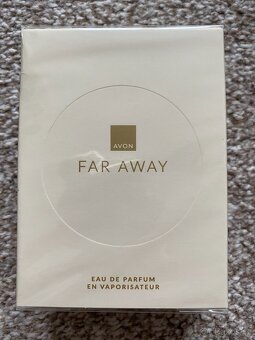 AVON
FAR AWAY
EAU DE PARFUM
EN VAPORISATEUR